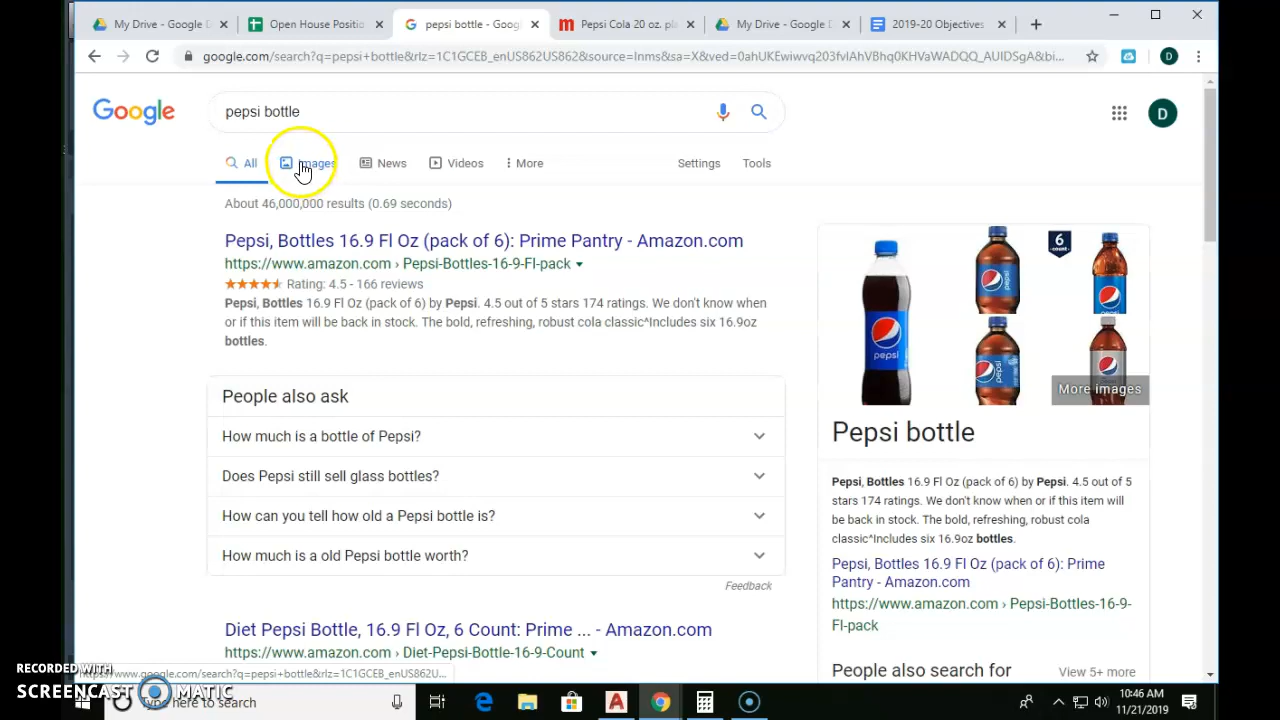 My Drive - Google D
Open House Positio
pepsi bottle - Goog
Pepsi Cola 20 oz. pla
My Drive - Google D
2019-20 Objectives
google.com/search?q=pepsi+bottle&rlz=1C1GCEB_enUS862US862&source=lnms&sa=X&ved=0ahUKEwiwvq203fvlAhVBhq0KHVaWADQQ_AUIDSgA&bi...
D
Google
pepsi bottle
D
All
Images
News
Videos
More
Settings
Tools
About 46,000,000 results (0.69 seconds)
Pepsi, Bottles 16.9 Fl Oz (pack of 6): Prime Pantry - Amazon.com
https://www.amazon.com › Pepsi-Bottles-16-9-Fl-pack
Rating: 4.5 - 166 reviews
Pepsi, Bottles 16.9 Fl Oz (pack of 6) by Pepsi. 4.5 out of 5 stars 174 ratings. We don't know when
or if this item will be back in stock. The bold, refreshing, robust cola classic^Includes six 16.9oz
bottles.
People also ask
How much is a bottle of Pepsi?
Does Pepsi still sell glass bottles?
How can you tell how old a Pepsi bottle is?
How much is a old Pepsi bottle worth?
Feedback
Diet Pepsi Bottle, 16.9 Fl Oz, 6 Count: Prime ... - Amazon.com
https://www.amazon.com › Diet-Pepsi-Bottle-16-9-Count
6
count
pepsi
More images
Pepsi bottle
Pepsi, Bottles 16.9 Fl Oz (pack of 6) by Pepsi. 4.5 out of 5
stars 174 ratings. We don't know when or if this item will
be back in stock. The bold, refreshing, robust cola
classic^Includes six 16.9oz bottles.
Pepsi, Bottles 16.9 Fl Oz (pack of 6): Prime
Pantry - Amazon.com
https://www.amazon.com › Pepsi-Bottles-16-9-
Fl-pack
People also search for
View 5+ more
https://www.google.com/search?q=pepsi+bottle&rlz=1C1GCEB_enUS862U...
RECORDED WITH
SCREENCAST MATIC
Type here to search
10:46 AM
11/21/2019